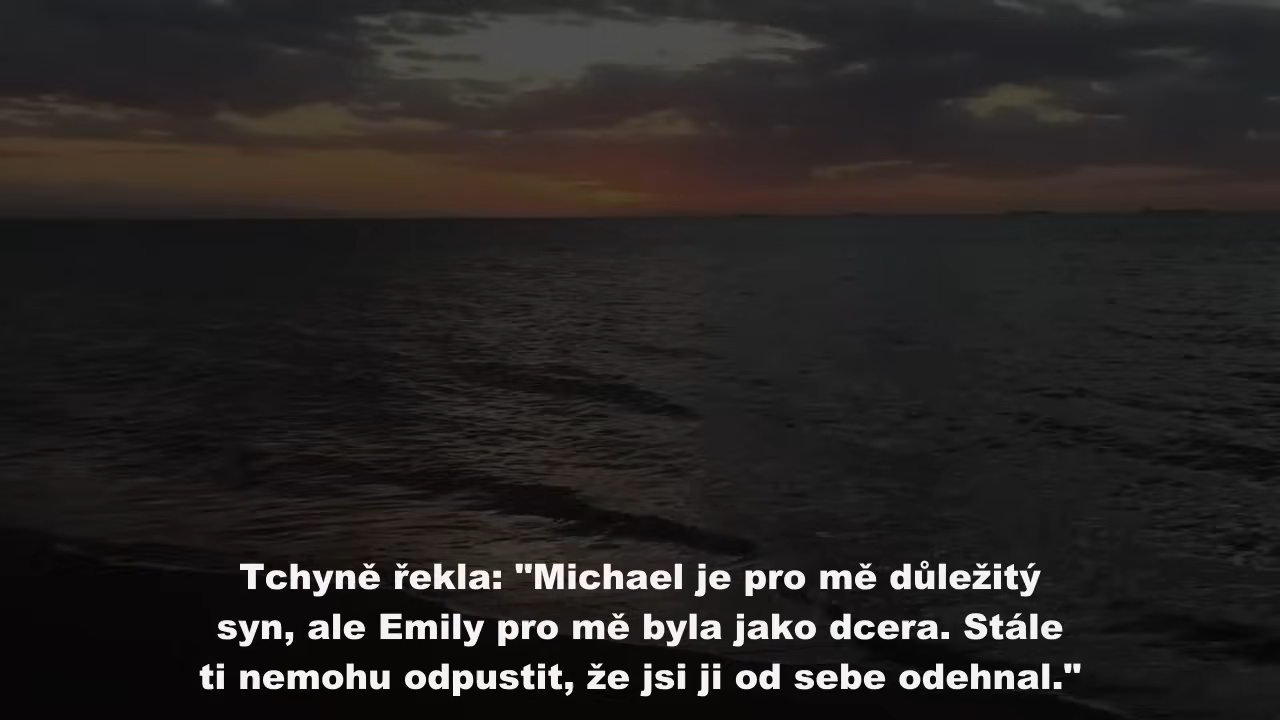 Tchyně řekla: "Michael je pro mě důležitý
syn, ale Emily pro mě byla jako dcera. Stále
ti nemohu odpustit, že jsi ji od sebe odehnal."